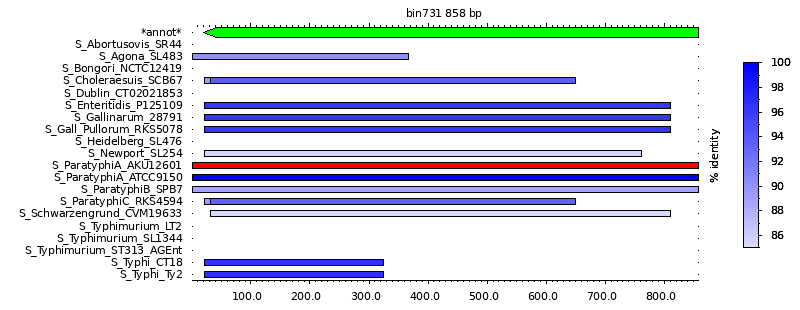 bin731 858 bp
*annot*
S_Abortusovis_SR44
S_Agona_SL483
S_Bongori_NCTC12419
S_Choleraesuis_SCB67
S_Dublin_CT02021853
S_Enteritidis_P125109
S_Gallinarum_28791
S_Gall_Pullorum_RKS5078
S_Heidelberg_SL476
S_Newport_SL254
S_ParatyphiA_AKU12601
S_ParatyphiA_ATCC9150
S_ParatyphiB_SPB7
S_ParatyphiC_RKS4594
S_Schwarzengrund_CVM19633
S_Typhimurium_LT2
S_Typhimurium_SL1344
S_Typhimurium_ST313_AGEnt
S_Typhi_CT18
S_Typhi_Ty2
100.0 200.0 300.0 400.0 500.0 600.0 700.0 800.0
% identity
100
98
96
94
92
90
88
86